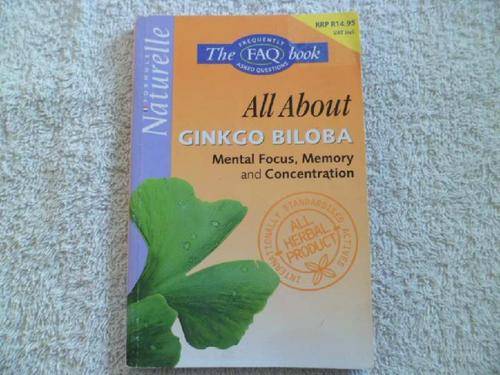 RRP R14.95
VAT incl.
FORMULE
Naturelle
The FAQ book
FREQUENTLY
ASKED QUESTIONS
All About
GINKGO BILOBA
Mental Focus, Memory
and Concentration
INTERNATIONALLY STANDARDISED ACTIVES
ALL
HERBAL
PRODUCT